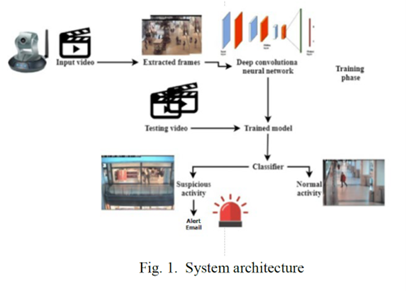 Input video
Extracted frames
Deep convolutiona
neural network
Training
phase
Testing video
Trained model
Classifier
Suspicious
activity
Normal
activity
Alert
Email
Fig. 1. System architecture